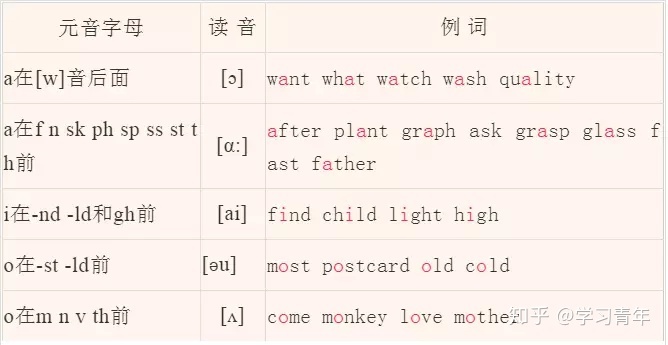 元音字母 读 音 例 词
a在[w]音后面 [ɔ] want what watch wash quality
a在f n sk ph sp ss st t
h前 [ɑ:] after plant graph ask grasp glass f
ast father
i在-nd -ld和gh前 [ai] find child light high
o在-st -ld前 [əu] most postcard old cold
o在m n v th前 [ʌ] come monkey love mother
知乎 @学习青年